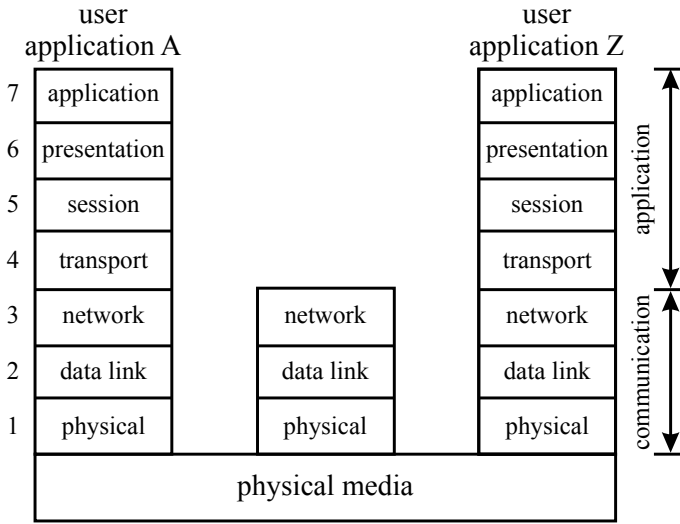 user
application A
user
application Z
7 application application
6 presentation presentation
5 session session
4 transport transport
application
3 network network network
2 data link data link data link
1 physical physical physical
communication
physical media